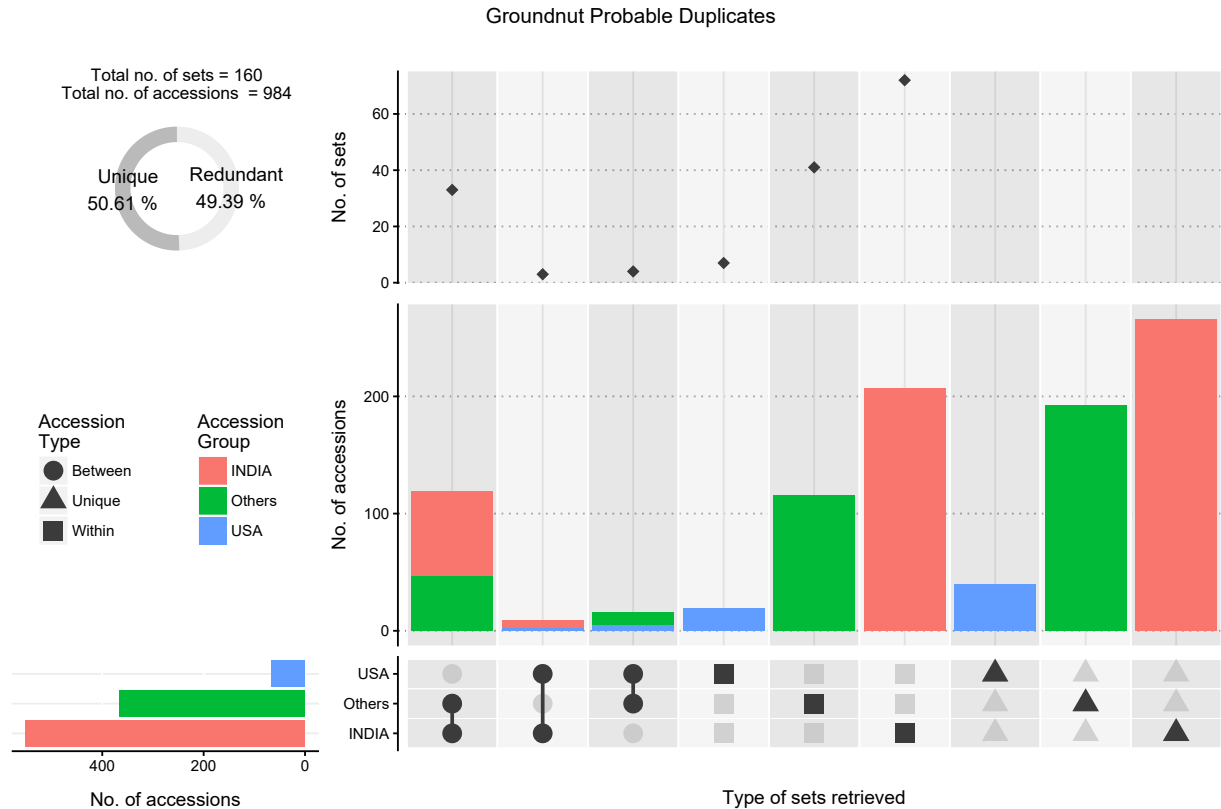 Groundnut Probable Duplicates
Total no. of sets = 160
Total no. of accessions  = 984
Unique
50.61 %
Redundant
49.39 %
No. of sets
60
40
20
0
No. of accessions
200
100
0
Accession
Type
Between
Unique
Within
Accession
Group
INDIA
Others
USA
USA
Others
INDIA
400
200
0
No. of accessions
Type of sets retrieved